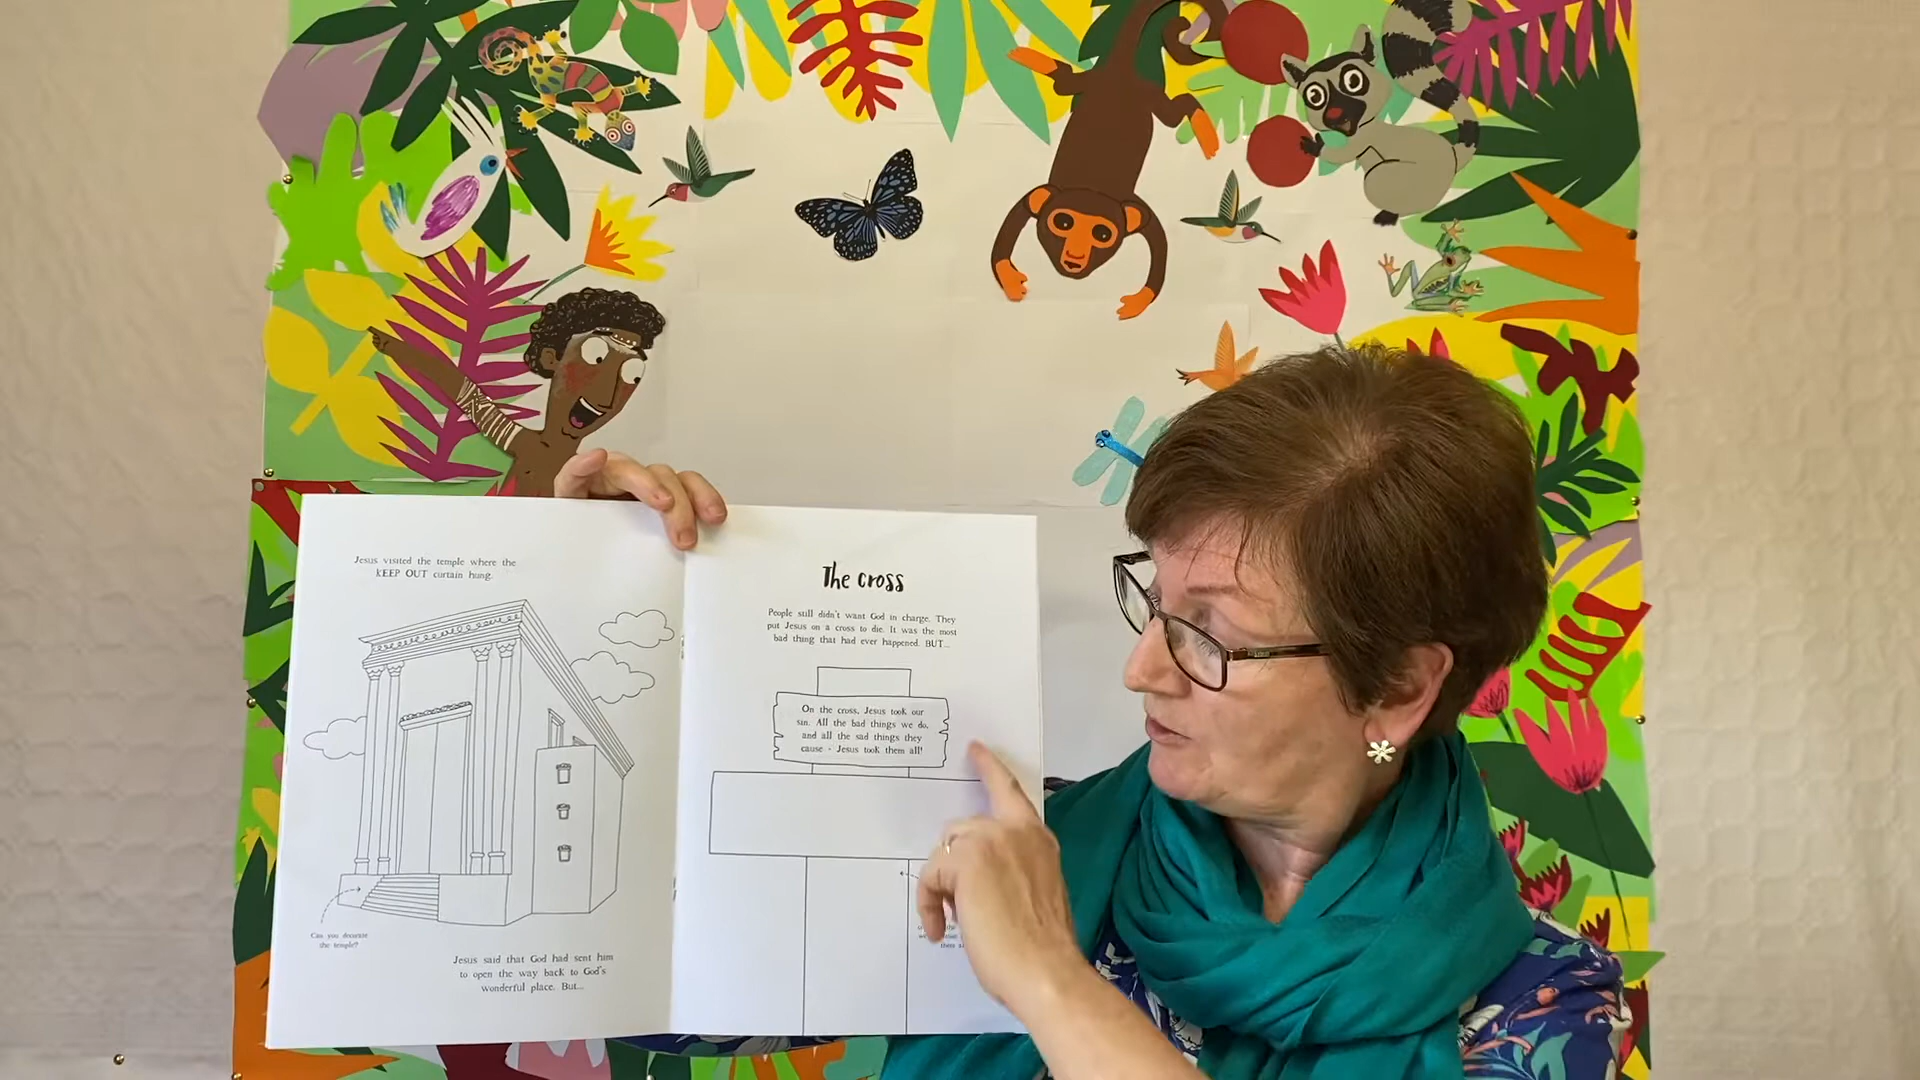 Jesus visited the temple where the
KEEP OUT curtain hung.
Can you decorate
the temple?
Jesus said that God had sent him
to open the way back to God's
wonderful place. But...
The cross
People still didn't want God in charge. They
put Jesus on a cross to die. It was the most
bad thing that had ever happened. BUT...
On the cross, Jesus took our
sin. All the bad things we do,
and all the sad things they
cause - Jesus took them all!